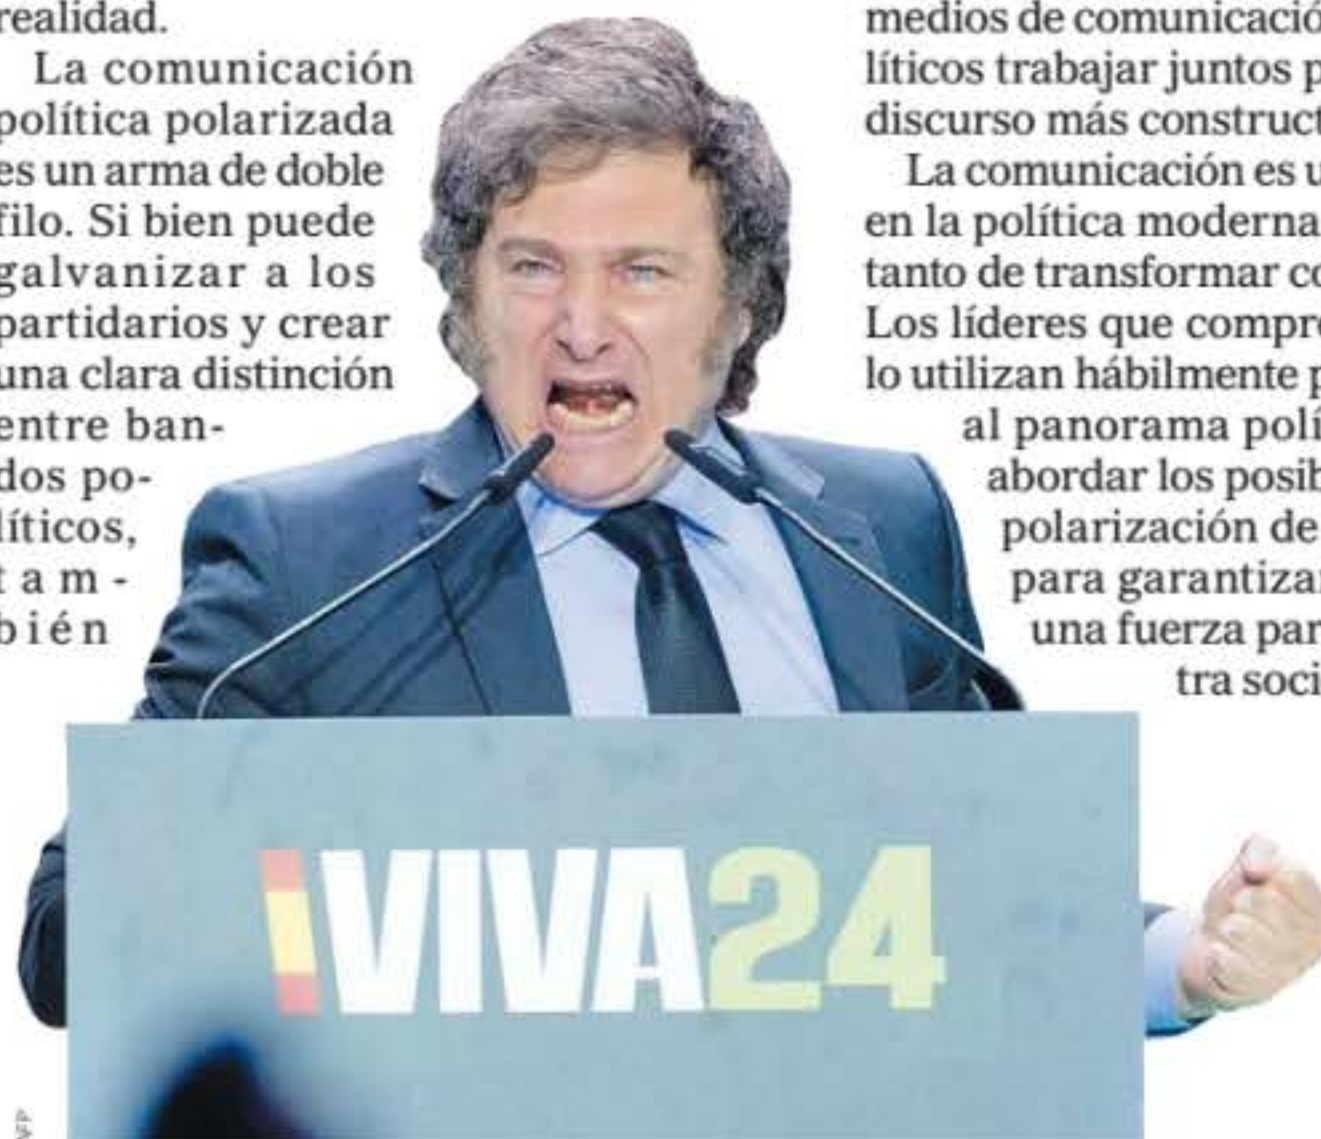 realidad.
La comunicación
política polarizada
es un arma de doble
filo. Si bien puede
galvanizar a los
partidarios y crear
una clara distinción
entre ban-
dos po-
líticos,
tam-
bién
medios de comunicació
líticos trabajar juntos p
discurso más construct
La comunicación es u
en la política moderna
tanto de transformar co
Los líderes que compre
lo utilizan hábilmente p
al panorama polí
abordar los posib
polarización de
para garantizar
una fuerza par
tra soci
VIVA24
AFP